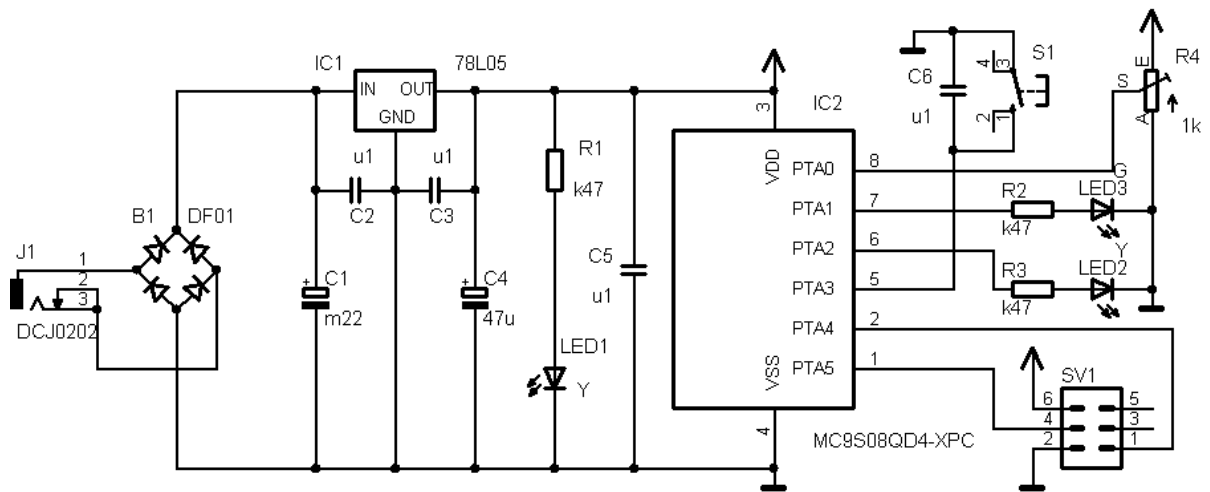 IC1
78L05
IN OUT
GND
u1
u1
C2
C3
B1
DF01
J1
1
2
3
DCJ0202
+
C1
m22
+
C4
47u
R1
k47
LED1
Y
C5
u1
IC2
3
VDD
VSS
4
PTA0
8
PTA1
7
PTA2
6
PTA3
5
PTA4
2
PTA5
1
MC9S08QD4-XPC
C6
u1
4
3
2
1
S1
E
S
A
R4
1k
G
R2
k47
LED3
Y
R3
k47
LED2
SV1
6
5
4
3
2
1